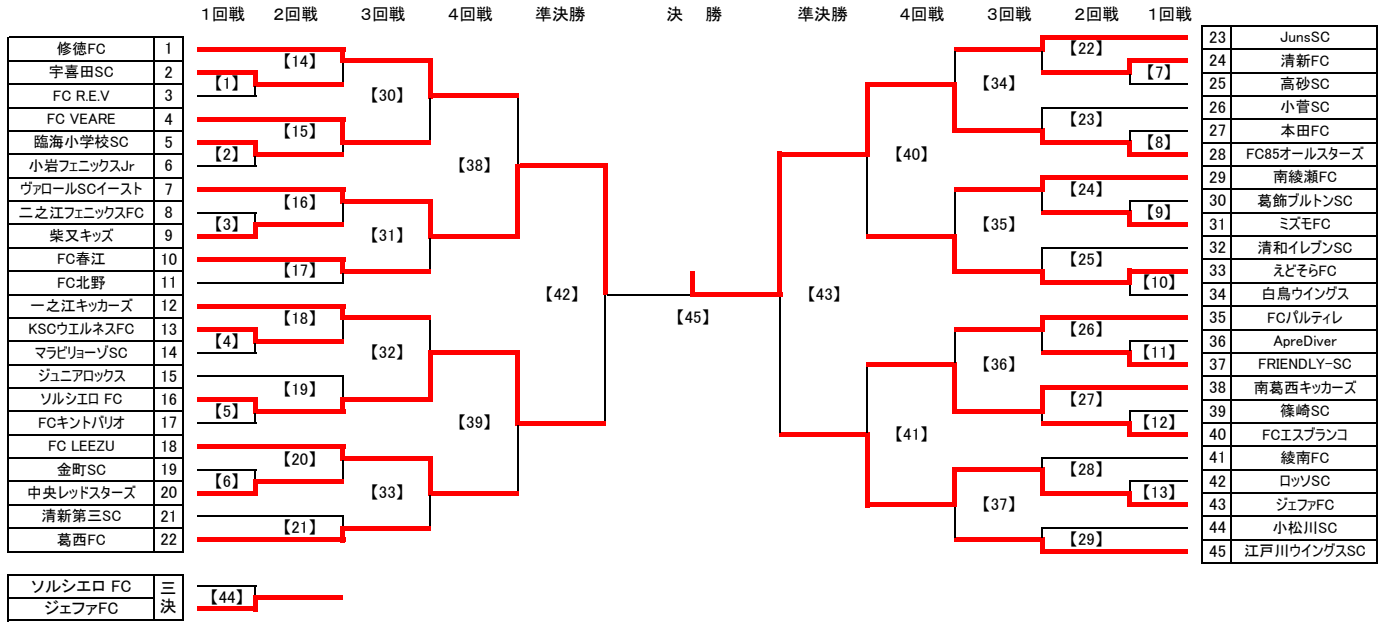 1回戦 2回戦 3回戦 4回戦 準決勝 決 勝 準決勝 4回戦 3回戦 2回戦 1回戦
修徳FC 1
宇喜田SC 2
FC R.E.V 3
FC VEARE 4
臨海小学校SC 5
小岩フェニックスJr 6
ヴァロールSCイースト 7
二之江フェニックスFC 8
柴又キッズ 9
FC春江 10
FC北野 11
一之江キッカーズ 12
KSCウエルネスFC 13
マラビリョーゾSC 14
ジュニアロックス 15
ソルシエロ FC 16
FCキントバリオ 17
FC LEEZU 18
金町SC 19
中央レッドスターズ 20
清新第三SC 21
葛西FC 22
【1】
【2】
【3】
【4】
【5】
【6】
【14】
【15】
【16】
【17】
【18】
【19】
【20】
【21】
【30】
【31】
【32】
【33】
【38】
【39】
【42】
【45】
【43】
【40】
【41】
【34】
【35】
【36】
【37】
【22】
【23】
【24】
【25】
【26】
【27】
【28】
【29】
【7】
【8】
【9】
【10】
【11】
【12】
【13】
23 JunsSC
24 清新FC
25 高砂SC
26 小菅SC
27 本田FC
28 FC85オールスターズ
29 南綾瀬FC
30 葛飾ブルトンSC
31 ミズモFC
32 清和イレブンSC
33 えどそらFC
34 白鳥ウイングス
35 FCパルティレ
36 ApreDiver
37 FRIENDLY-SC
38 南葛西キッカーズ
39 篠崎SC
40 FCエスブランコ
41 綾南FC
42 ロッソSC
43 ジェファFC
44 小松川SC
45 江戸川ウイングスSC
ソルシエロ FC
ジェファFC
三決
【44】